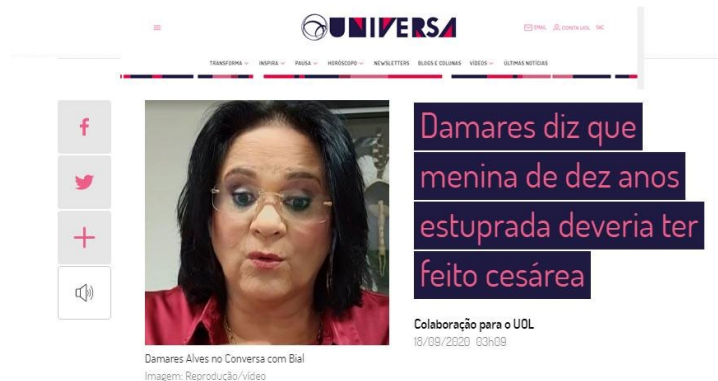 UNIVERSA
EMAIL CONTA UOL SAC
TRANSFORMA INSPIRA PAUSA HORÓSCOPO NEWSLETTERS BLOGS E COLUNAS VÍDEOS ÚLTIMAS NOTÍCIAS
Damares diz que
menina de dez anos
estuprada deveria ter
feito cesárea
Colaboração para o UOL
18/09/2020 03h09
Damares Alves no Conversa com Bial
Imagem: Reprodução/vídeo